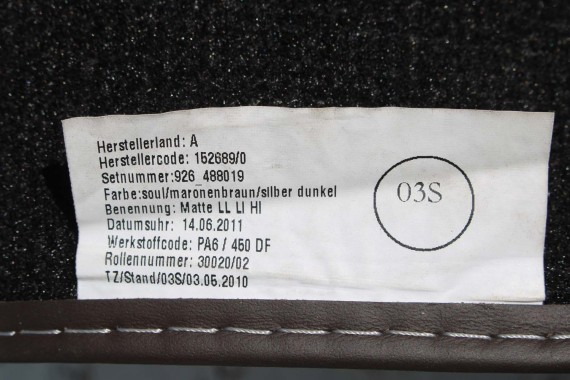 Herstellerland: A
Herstellercode: 152689/0
Setnummer:926_488019
Farbe:soul/maronenbraun/silber dunkel
Benennung: Matte LL LI HI
Datumsuhr: 14.06.2011
Werkstoffcode: PA6 / 450 DF
Rollennummer: 30020/02
TZ/Stand/03S/03.05.2010
03S